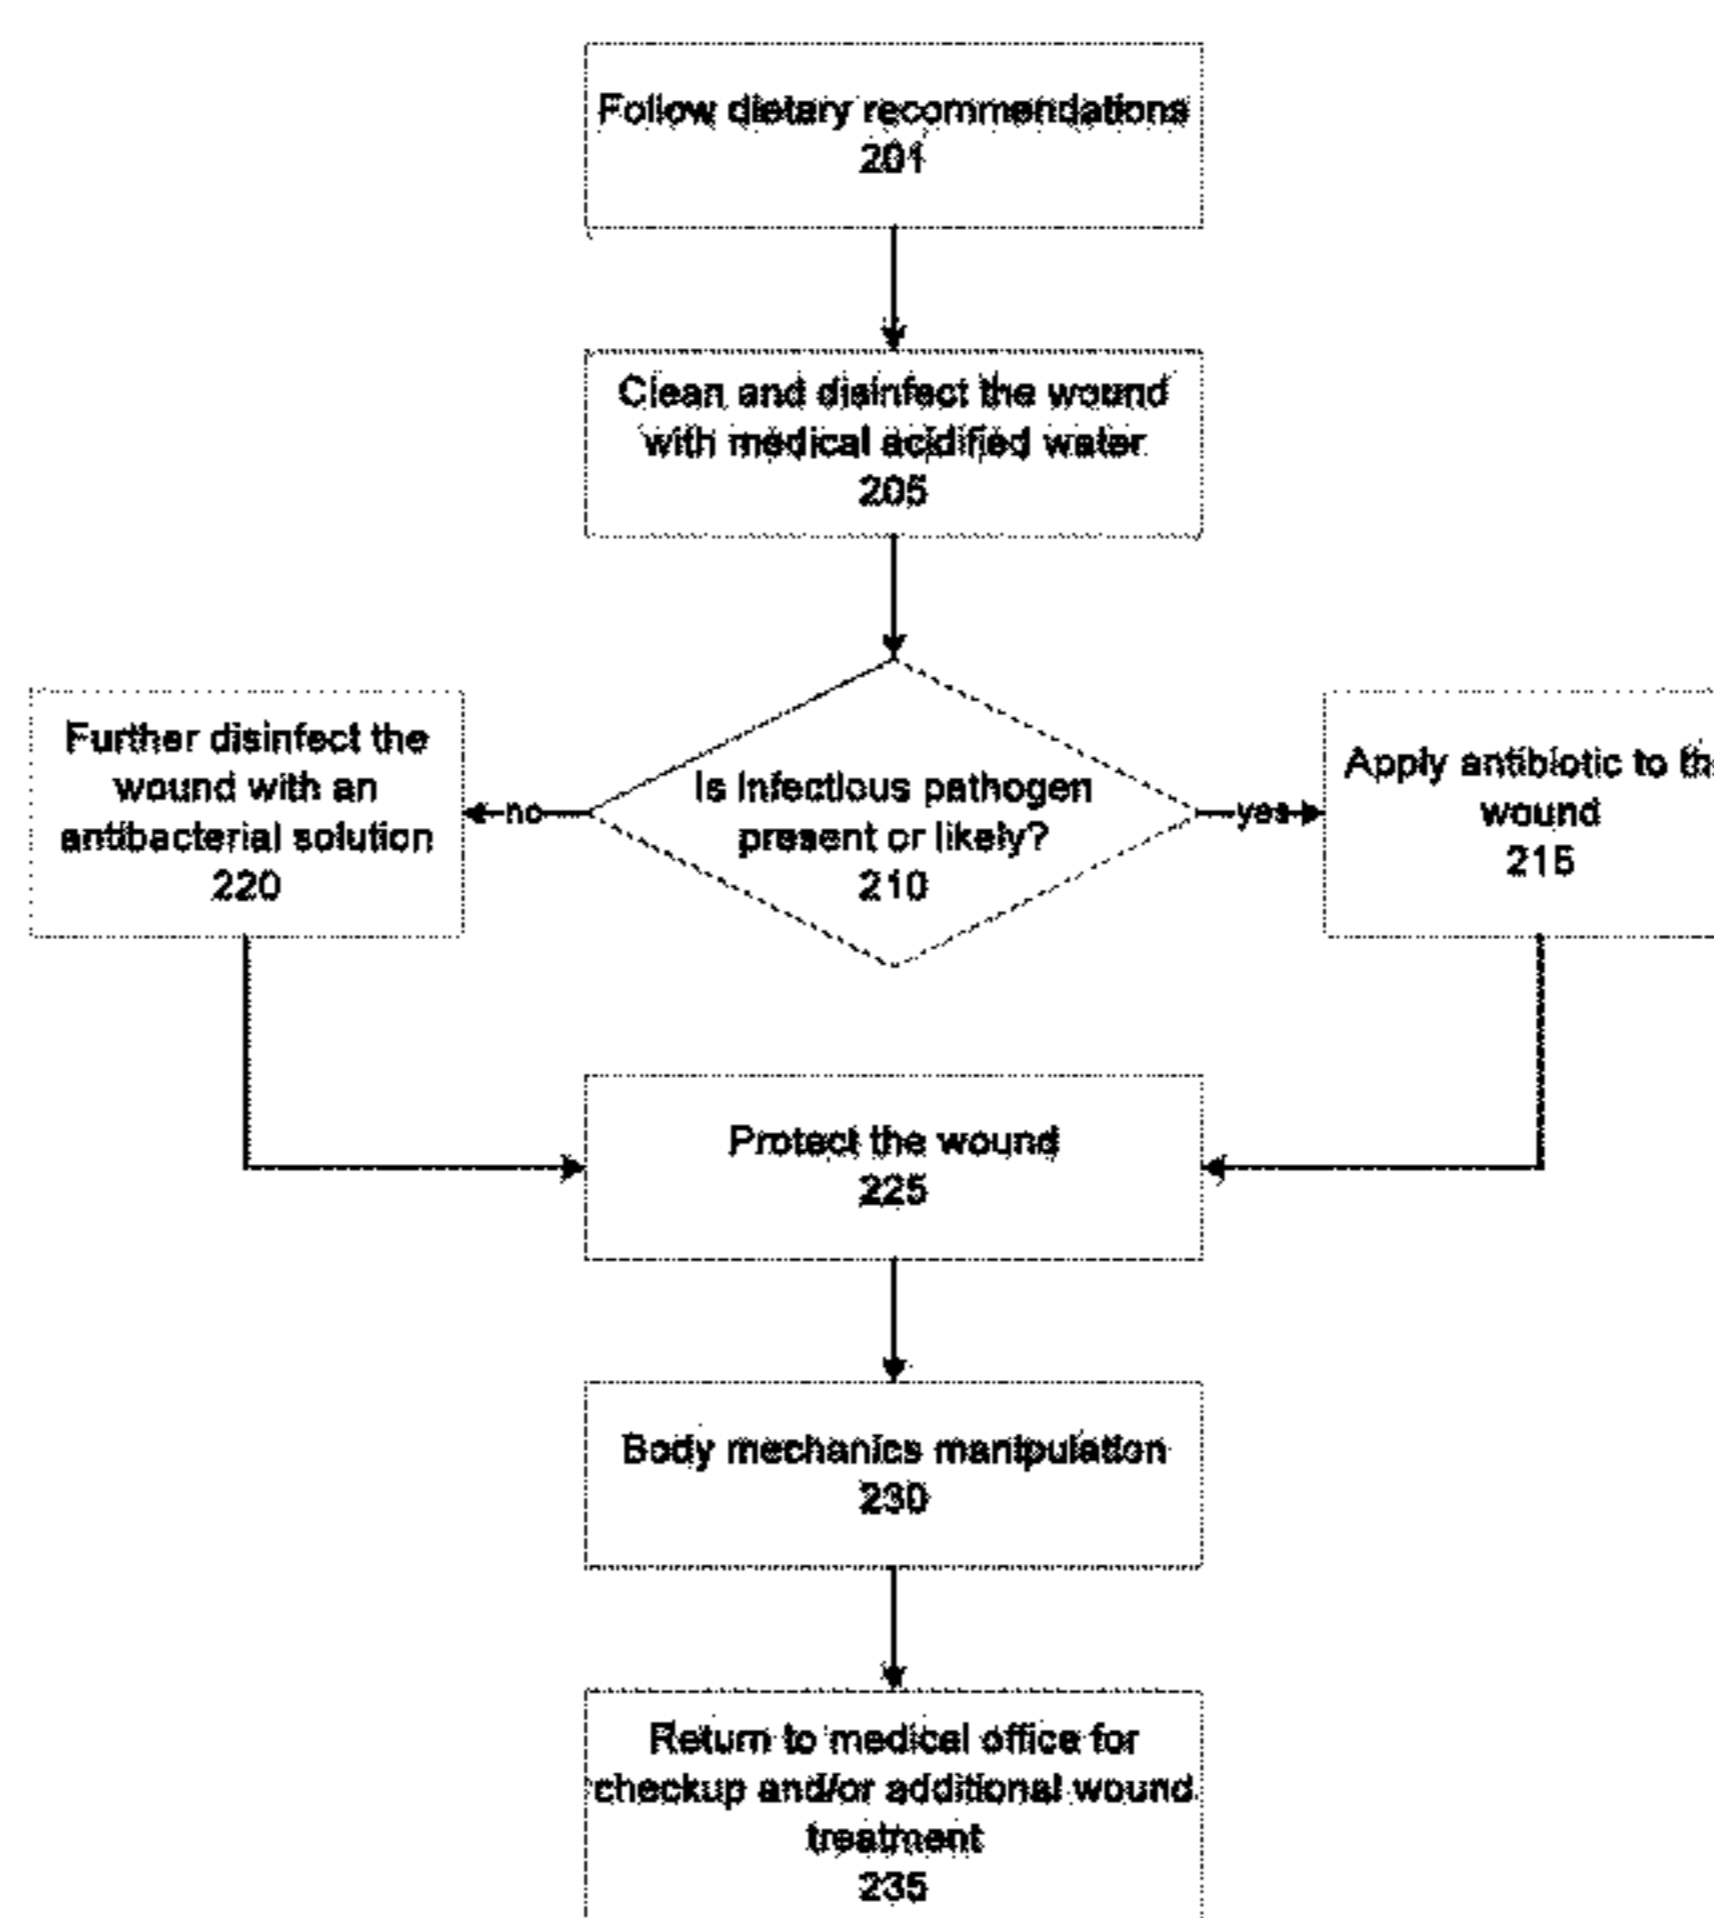 Follow dietary recommendations
201
Clean and disinfect the wound
with medical acidified water
205
Further disinfect the
wound with an
antibacterial solution
220
no
Is Infectious pathogen
present or likely?
210
yes
Apply antibiotic to th
wound
215
Protect the wound
225
Body mechanics manipulation
230
Return to medical office for
checkup and/or additional wound
treatment
235